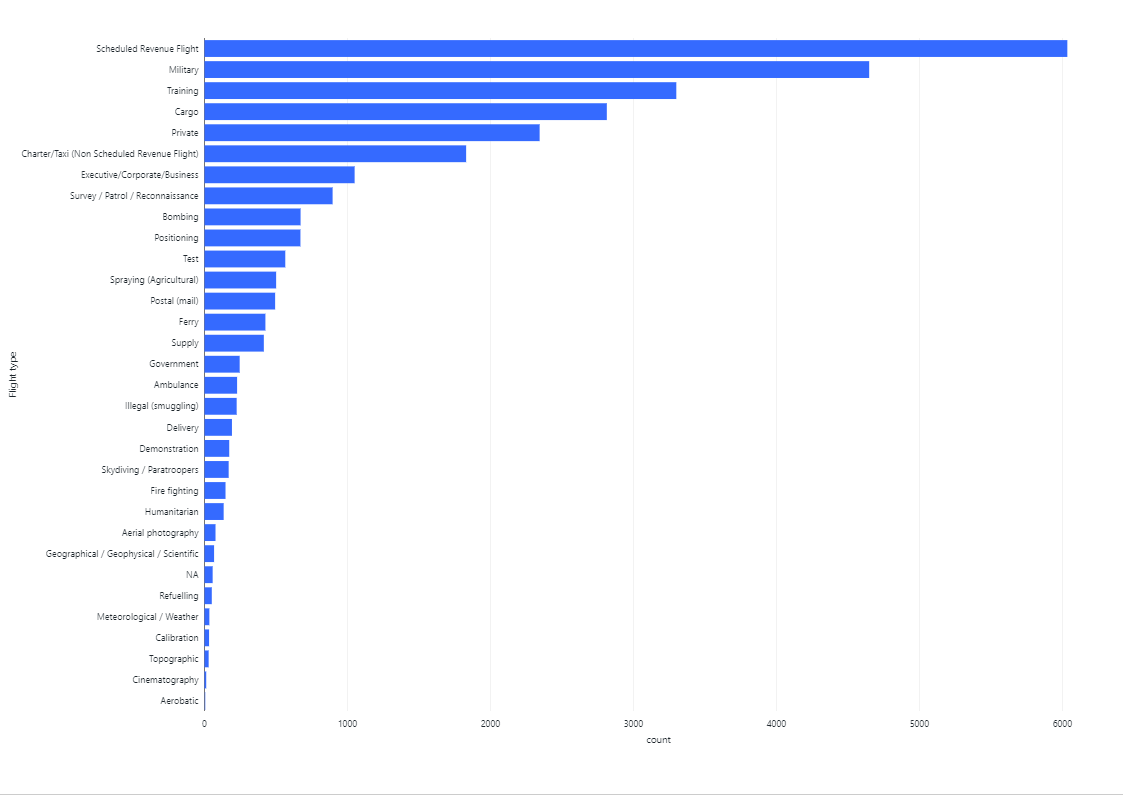 Scheduled Revenue Flight
Military
Training
Cargo
Private
Charter/Taxi (Non Scheduled Revenue Flight)
Executive/Corporate/Business
Survey / Patrol / Reconnaissance
Bombing
Positioning
Test
Spraying (Agricultural)
Postal (mail)
Ferry
Supply
Flight type
Government
Ambulance
Illegal (smuggling)
Delivery
Demonstration
Skydiving / Paratroopers
Fire fighting
Humanitarian
Aerial photography
Geographical / Geophysical / Scientific
NA
Refuelling
Meteorological / Weather
Calibration
Topographic
Cinematography
Aerobatic
0 1000 2000 3000 4000 5000 6000
count